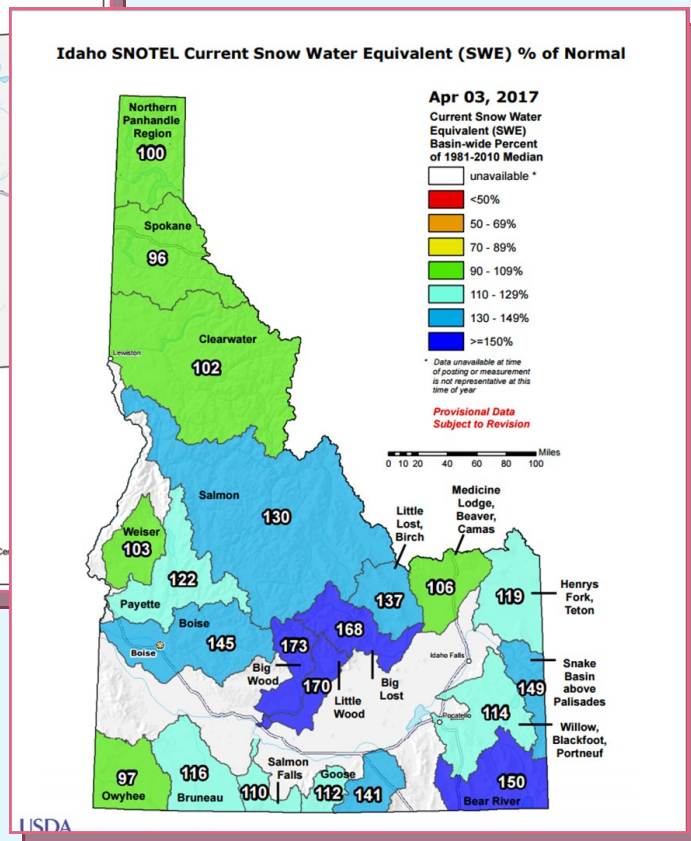 Idaho SNOTEL Current Snow Water Equivalent (SWE) % of Normal
Apr 03, 2017
Current Snow Water
Equivalent (SWE)
Basin-wide Percent
of 1981-2010 Median
unavailable *
<50%
50 - 69%
70 - 89%
90 - 109%
110 - 129%
130 - 149%
>=150%
* Data unavailable at time
of posting or measurement
is not representative at this
time of year
Provisional Data
Subject to Revision
Miles
0 10 20 40 60 80 100
Northern
Panhandle
Region
100
Spokane
96
Clearwater
102
Lewiston
Salmon
130
Weiser
103
122
Payette
Boise
145
Boise
Little
Lost,
Birch
137
Medicine
Lodge,
Beaver,
Camas
106
119
Henrys
Fork,
Teton
173
168
170
Big
Wood
Little
Wood
Big
Lost
Idaho Falls
149
Snake
Basin
above
Palisades
Pocatello
114
Willow,
Blackfoot,
Portneuf
97
Owyhee
116
Bruneau
Salmon
Falls
110
Goose
112
141
150
Bear River
USDA